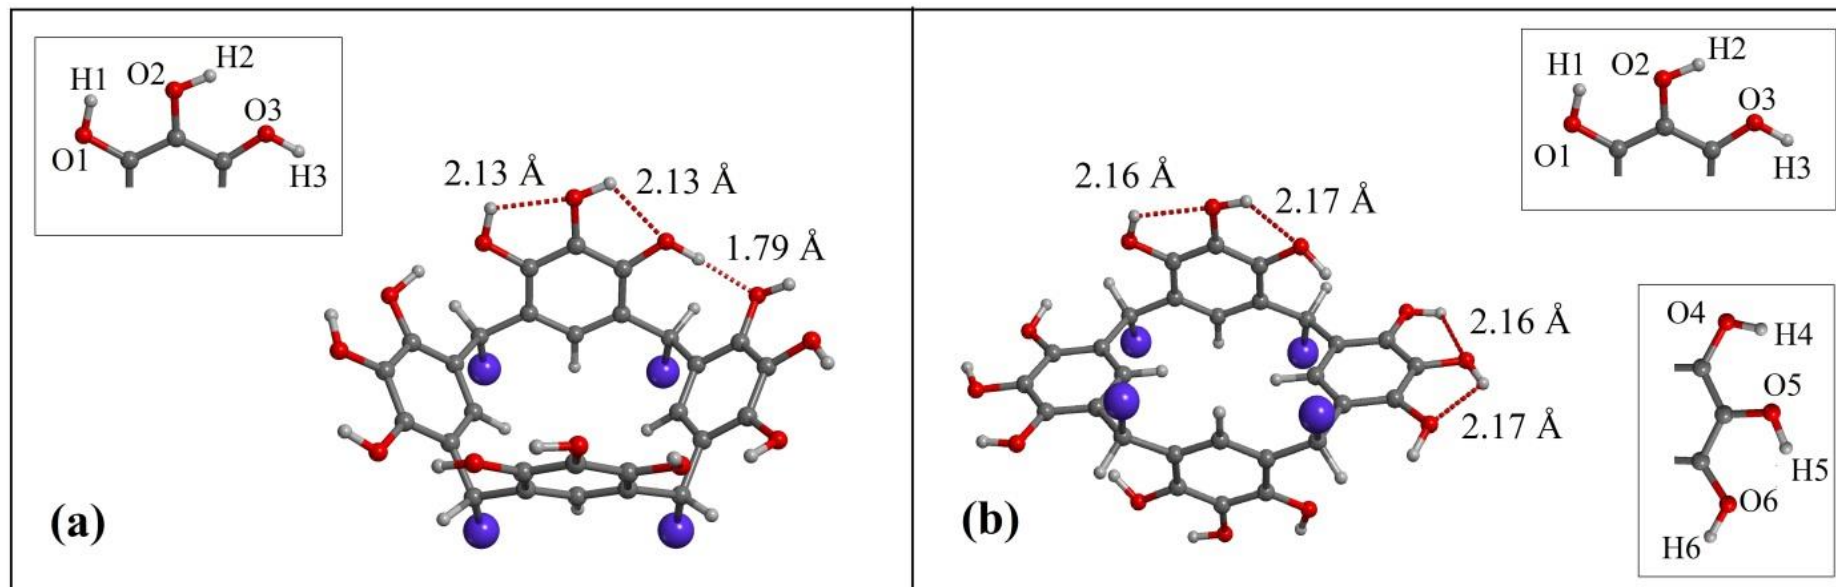 H1
O2
H2
O3
O1
H3
2.13 Å
2.13 Å
1.79 Å
(a)
H1
O2
H2
O3
O1
H3
2.16 Å
2.17 Å
2.16 Å
2.17 Å
O4
H4
O5
H5
O6
H6
(b)